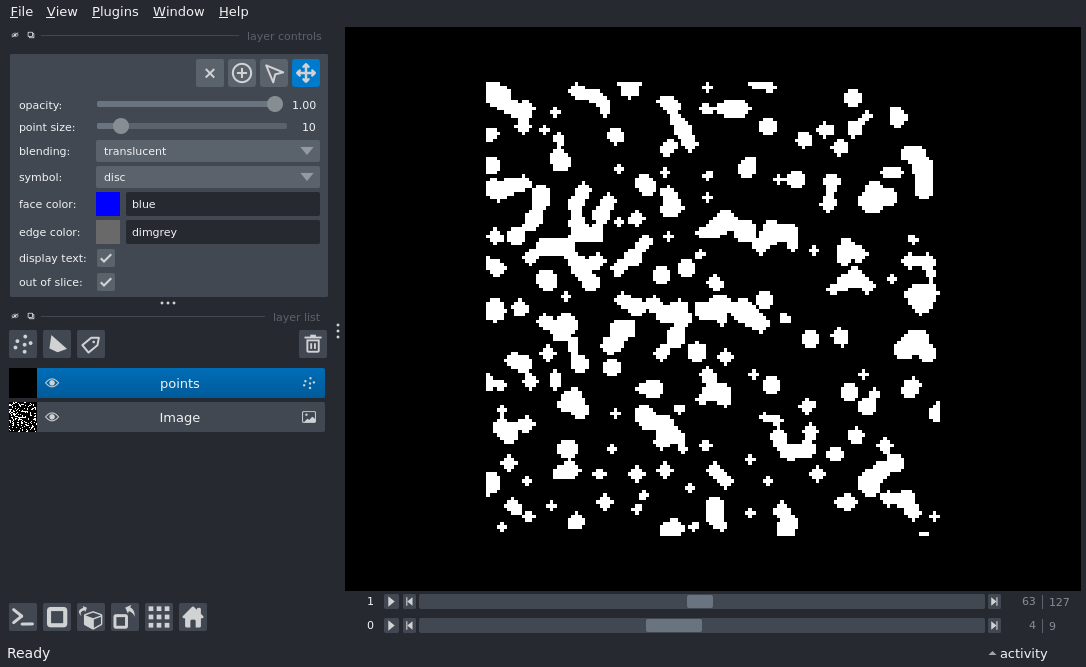 File View Plugins Window Help
layer controls
opacity: 1.00
point size: 10
blending: translucent
symbol: disc
face color: blue
edge color: dimgrey
display text:
out of slice:
layer list
points
Image
1 63 127
0 4 9
Ready activity